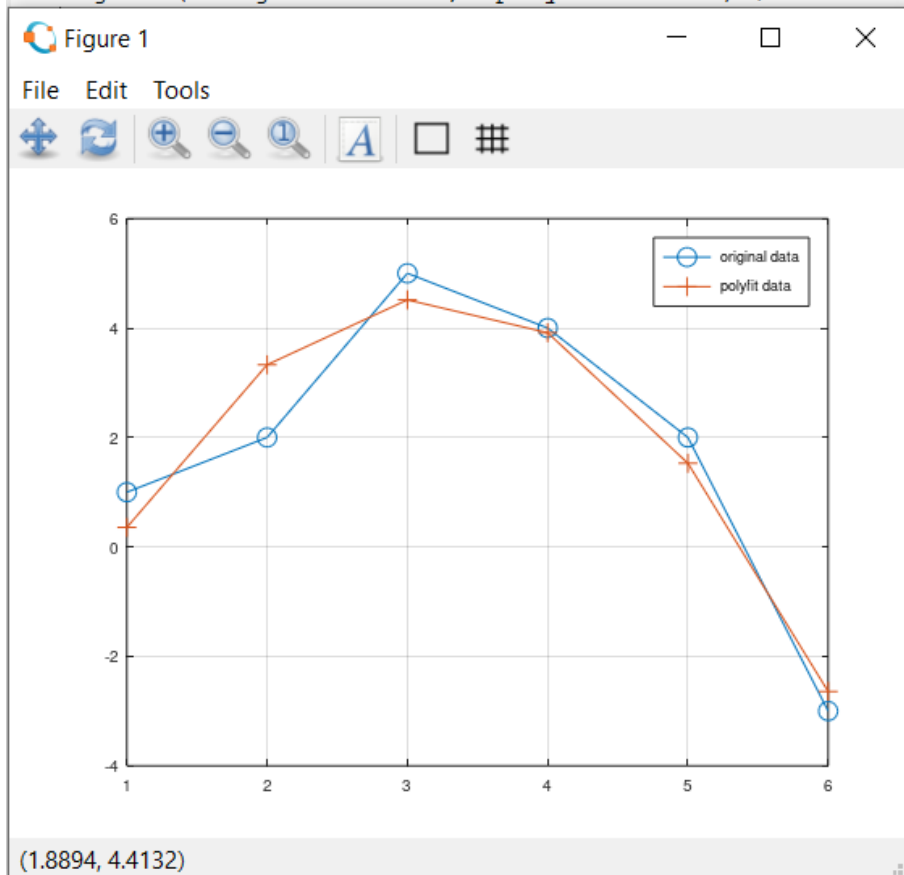 Figure 1
File Edit Tools
6
original data
polyfit data
4
2
0
-2
-4
1 2 3 4 5 6
(1.8894, 4.4132)